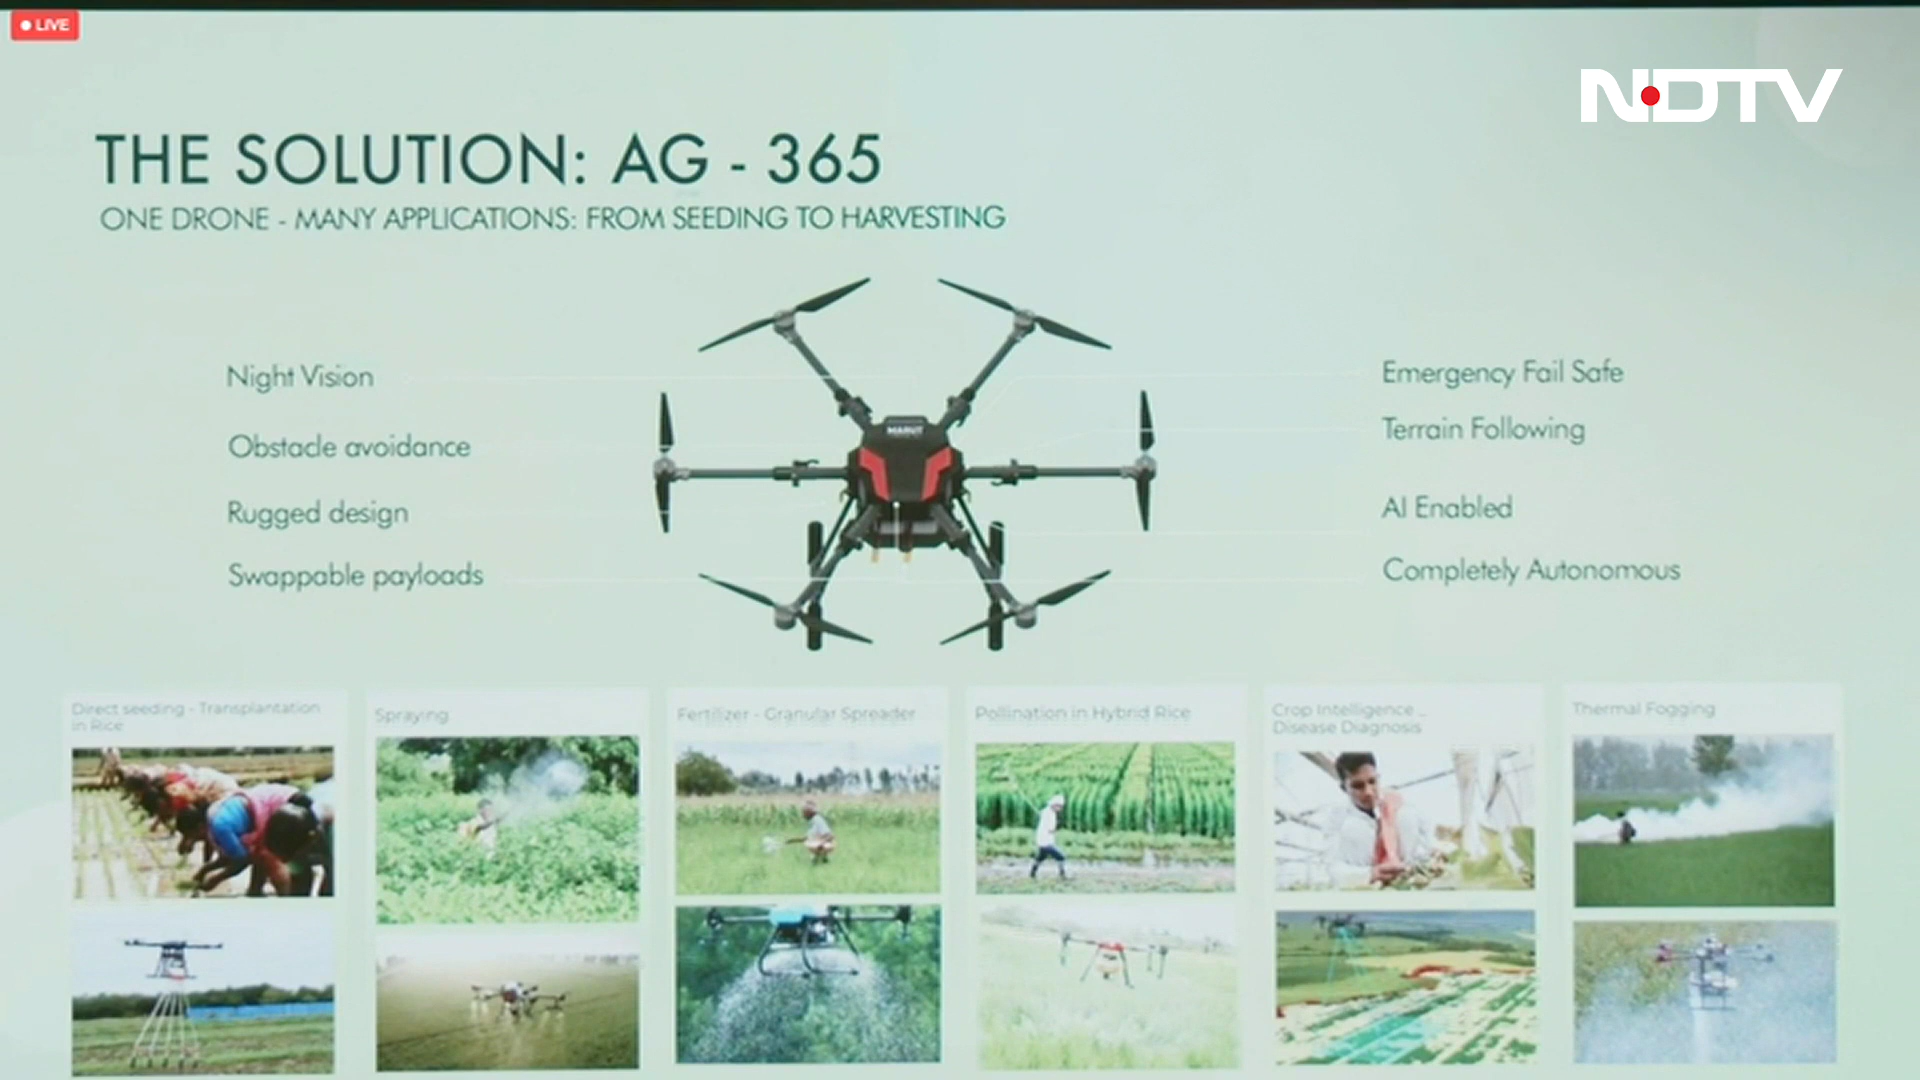 LIVE
NDTV
THE SOLUTION: AG - 365
ONE DRONE - MANY APPLICATIONS: FROM SEEDING TO HARVESTING
Night Vision
Obstacle avoidance
Rugged design
Swappable payloads
MARUT
Emergency Fail Safe
Terrain Following
AI Enabled
Completely Autonomous
Direct seeding - Transplantation
in Rice
Spraying
Fertilizer - Granular Spreader
Pollination in Hybrid Rice
Crop Intelligence _
Disease Diagnosis
Thermal Fogging